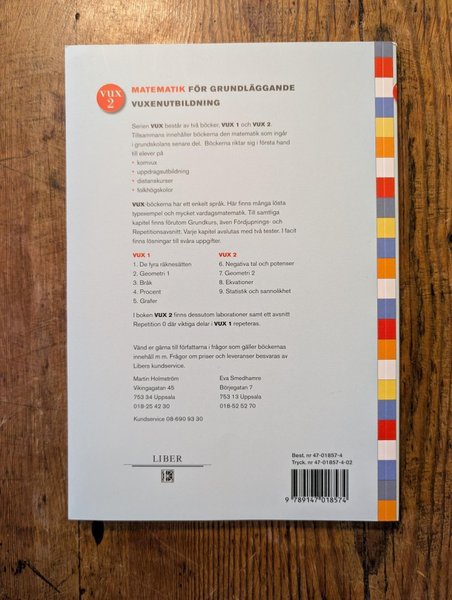 vux
2
MATEMATIK FÖR GRUNDLÄGGANDE
VUXENUTBILDNING
Serien VUX består av två böcker, VUX 1 och VUX 2.
Tillsammans innehåller böckerna den matematik som ingår
i grundskolans senare del. Böckerna riktar sig i första hand
till elever på
• komvux
• uppdragsutbildning
• distanskurser
• folkhögskolor
VUX-böckerna har ett enkelt språk. Här finns många lösta
typexempel och mycket vardagsmatematik. Till samtliga
kapitel finns förutom Grundkurs, även Fördjupnings- och
Repetitionsavsnitt. Varje kapitel avslutas med två tester. I facit
finns lösningar till svåra uppgifter.
VUX 1
1. De fyra räknesätten
2. Geometri 1
3. Bråk
4. Procent
5. Grafer
VUX 2
6. Negativa tal och potenser
7. Geometri 2
8. Ekvationer
9. Statistik och sannolikhet
I boken VUX 2 finns dessutom laborationer samt ett avsnitt
Repetition 0 där viktiga delar i VUX 1 repeteras.
Vänd er gärna till författarna i frågor som gäller böckernas
innehåll m m. Frågor om priser och leveranser besvaras av
Libers kundservice.
Martin Holmström
Vikingagatan 45
753 34 Uppsala
018-25 42 30
Eva Smedhamre
Börjegatan 7
753 13 Uppsala
018-52 52 70
Kundservice 08-690 93 30
LIBER
Best. nr 47-01857-4
Tryck. nr 47-01857-4-02
9 789147 018574